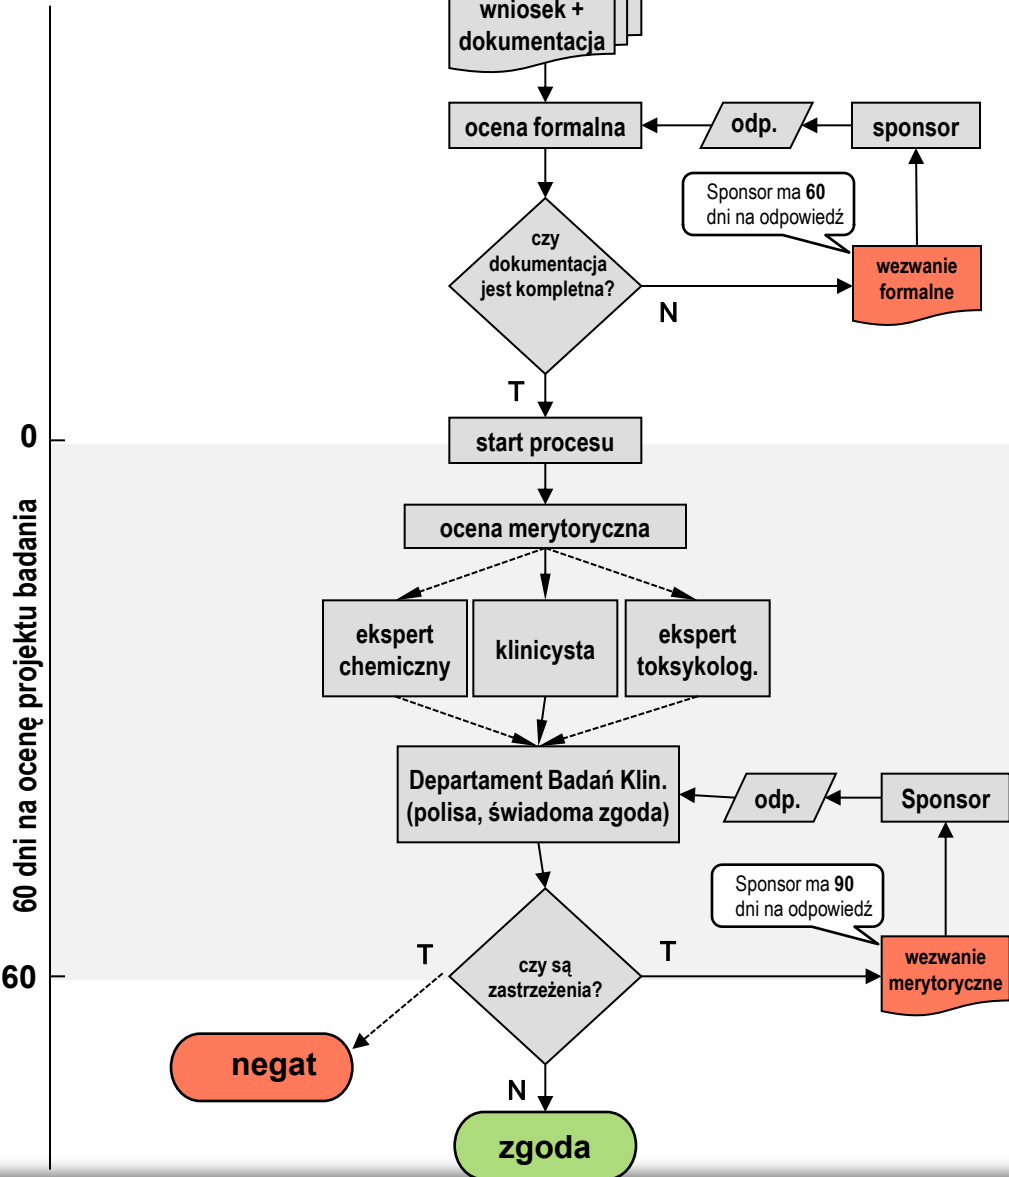 wniosek +
dokumentacja
ocena formalna
odp.
sponsor
Sponsor ma 60
dni na odpowiedź
czy
dokumentacja
jest kompletna?
wezwanie
formalne
N
T
0
start procesu
60 dni na ocenę projektu badania
ocena merytoryczna
ekspert
chemiczny
klinicysta
ekspert
toksykolog.
Departament Badań Klin.
(polisa, świadoma zgoda)
odp.
Sponsor
Sponsor ma 90
dni na odpowiedź
T
T
czy są
zastrzeżenia?
wezwanie
merytoryczne
60
negat
N
zgoda